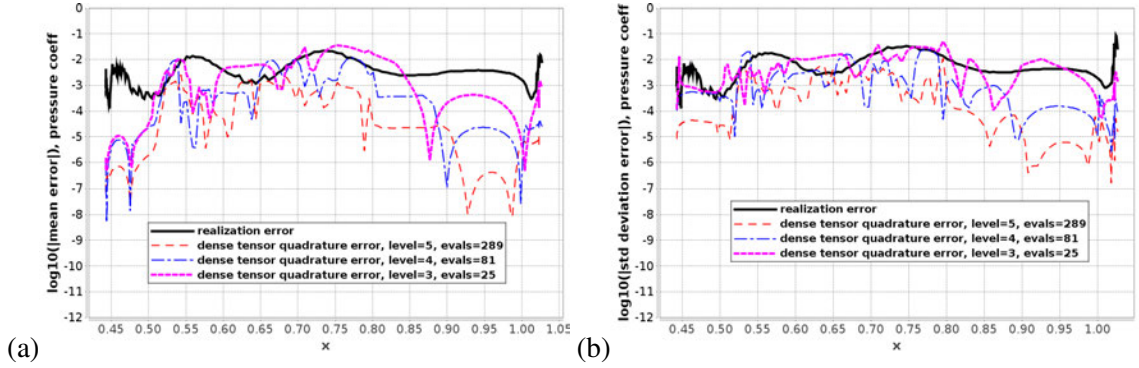 log10(|mean error|), pressure coeff
0
-1
-2
-3
-4
-5
-6
-7
-8
-9
-10
-11
-12
realization error
dense tensor quadrature error, level=5, evals=289
dense tensor quadrature error, level=4, evals=81
dense tensor quadrature error, level=3, evals=25
0.45 0.50 0.55 0.60 0.65 0.70 0.75 0.80 0.85 0.90 0.95 1.00 1.05
x
(a)
log10(|std deviation error|), pressure coeff
0
-1
-2
-3
-4
-5
-6
-7
-8
-9
-10
-11
-12
realization error
dense tensor quadrature error, level=5, evals=289
dense tensor quadrature error, level=4, evals=81
dense tensor quadrature error, level=3, evals=25
0.45 0.50 0.55 0.60 0.65 0.70 0.75 0.80 0.85 0.90 0.95 1.00
x
(b)